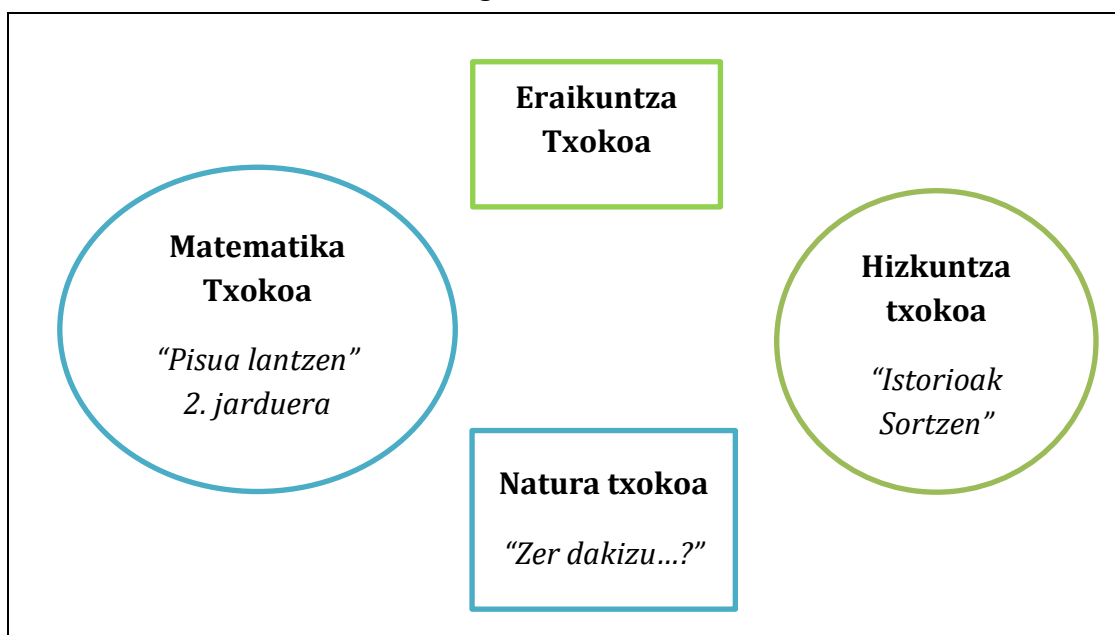 Eraikuntza
Txokoa
Matematika
Txokoa
“Pisua lantzen”
2. jarduera
Hizkuntza
txokoa
“Istorioak
Sortzen”
Natura txokoa
“Zer dakizu…?”